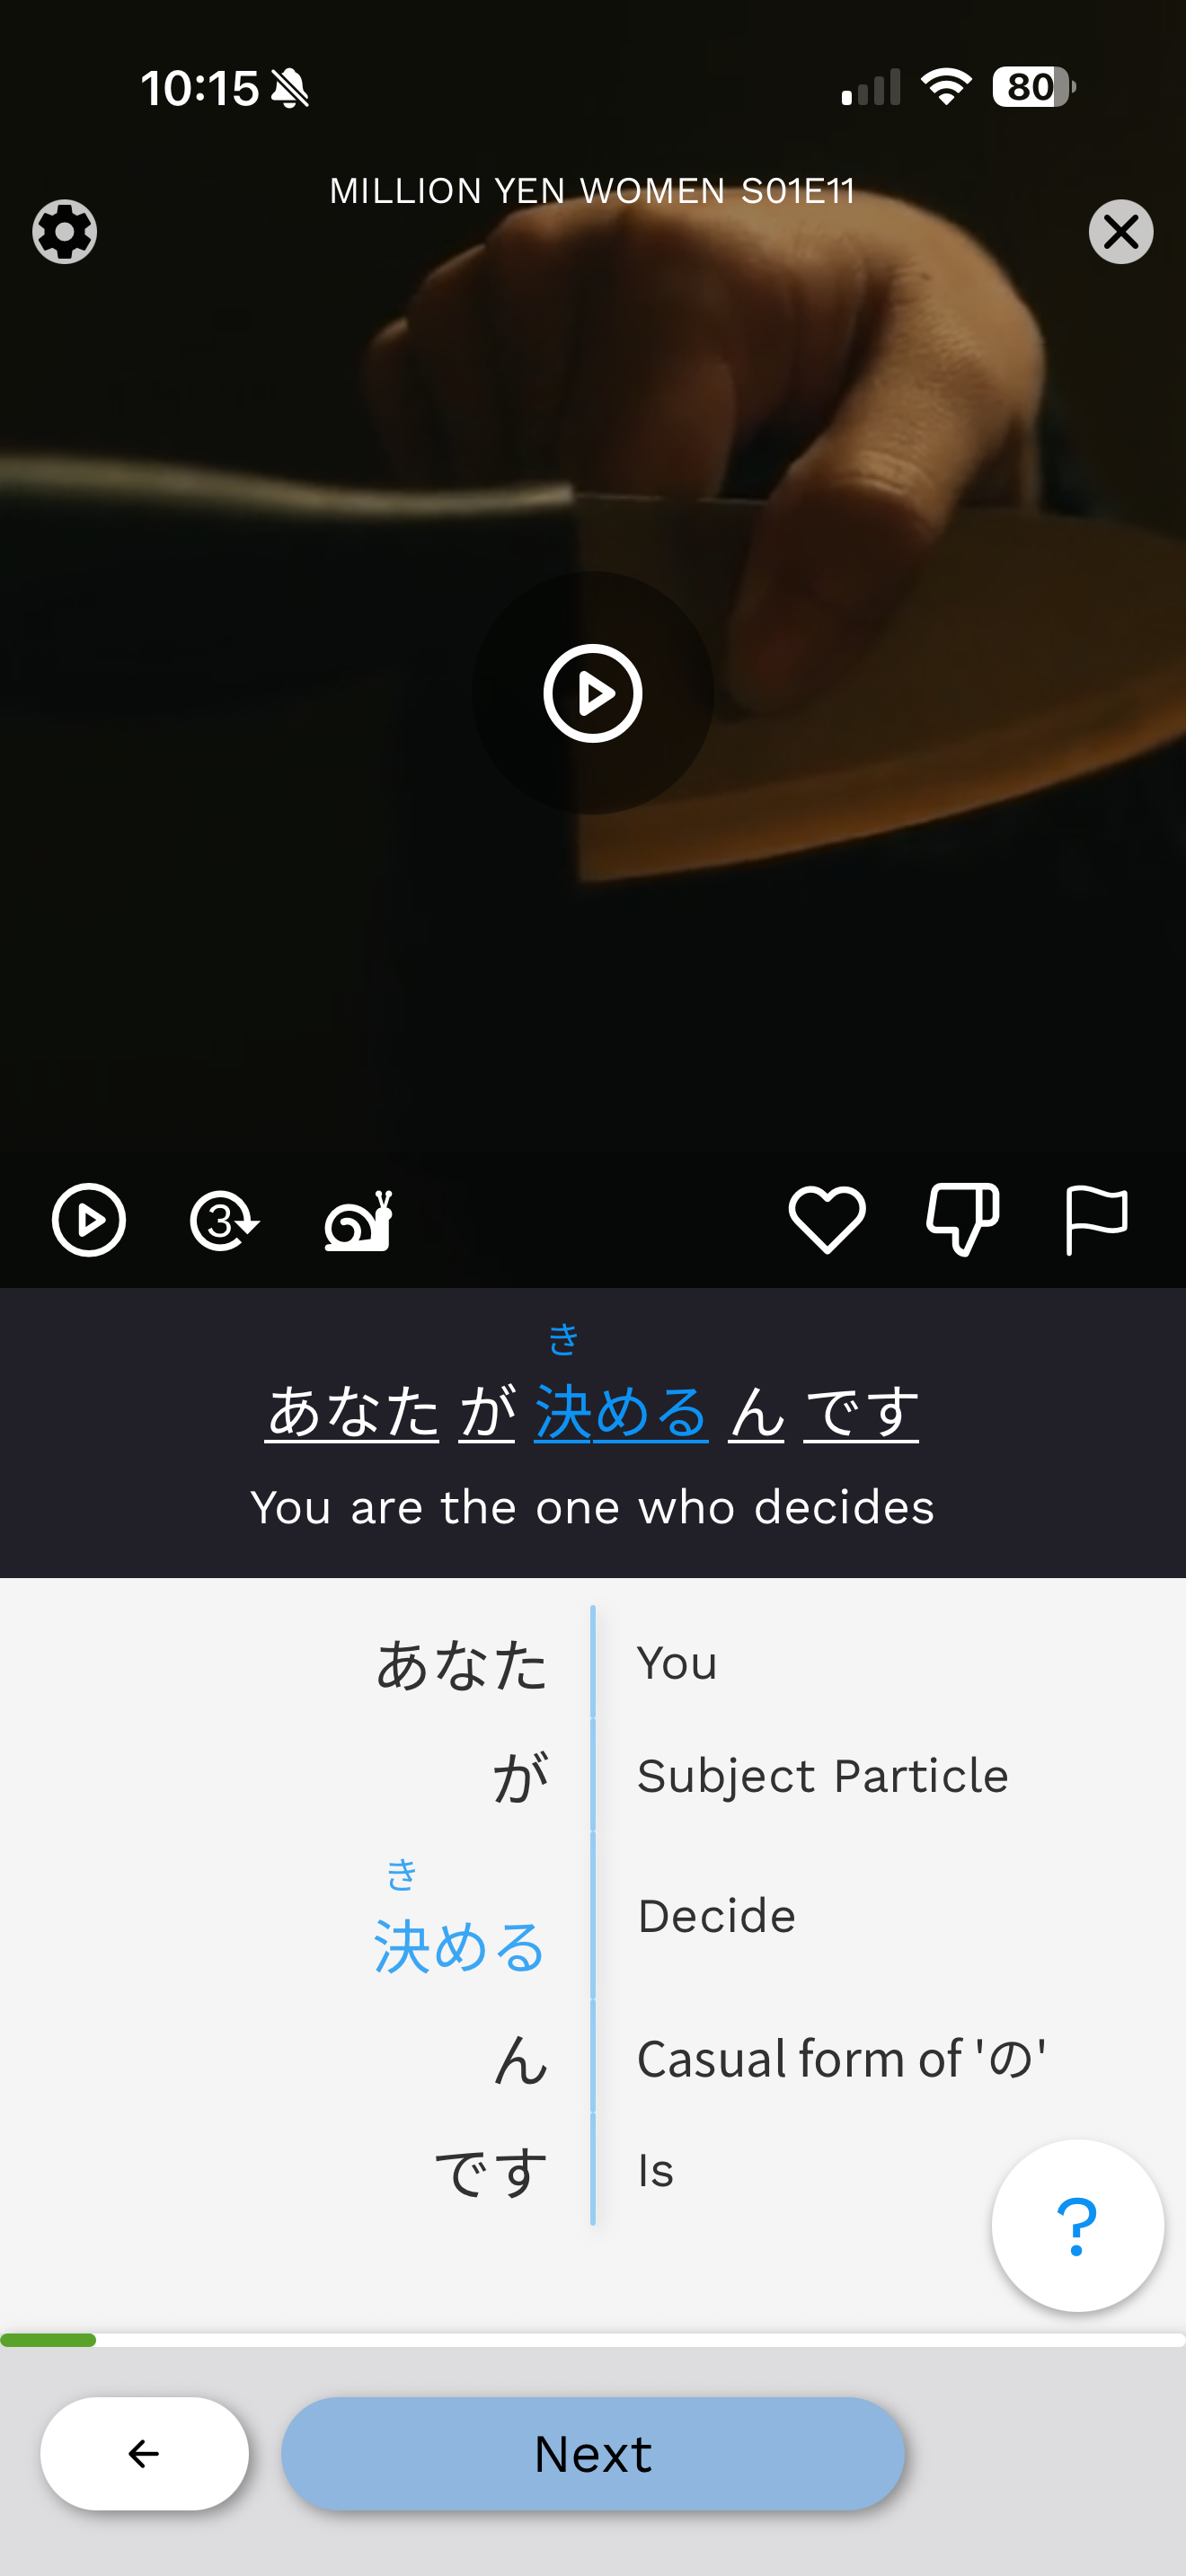 10:15
80
MILLION YEN WOMEN S01E11
3
き
あなた が 決める ん です
You are the one who decides
あなた You
が Subject Particle
き
決める Decide
ん Casual form of 'の'
です Is
?
Next